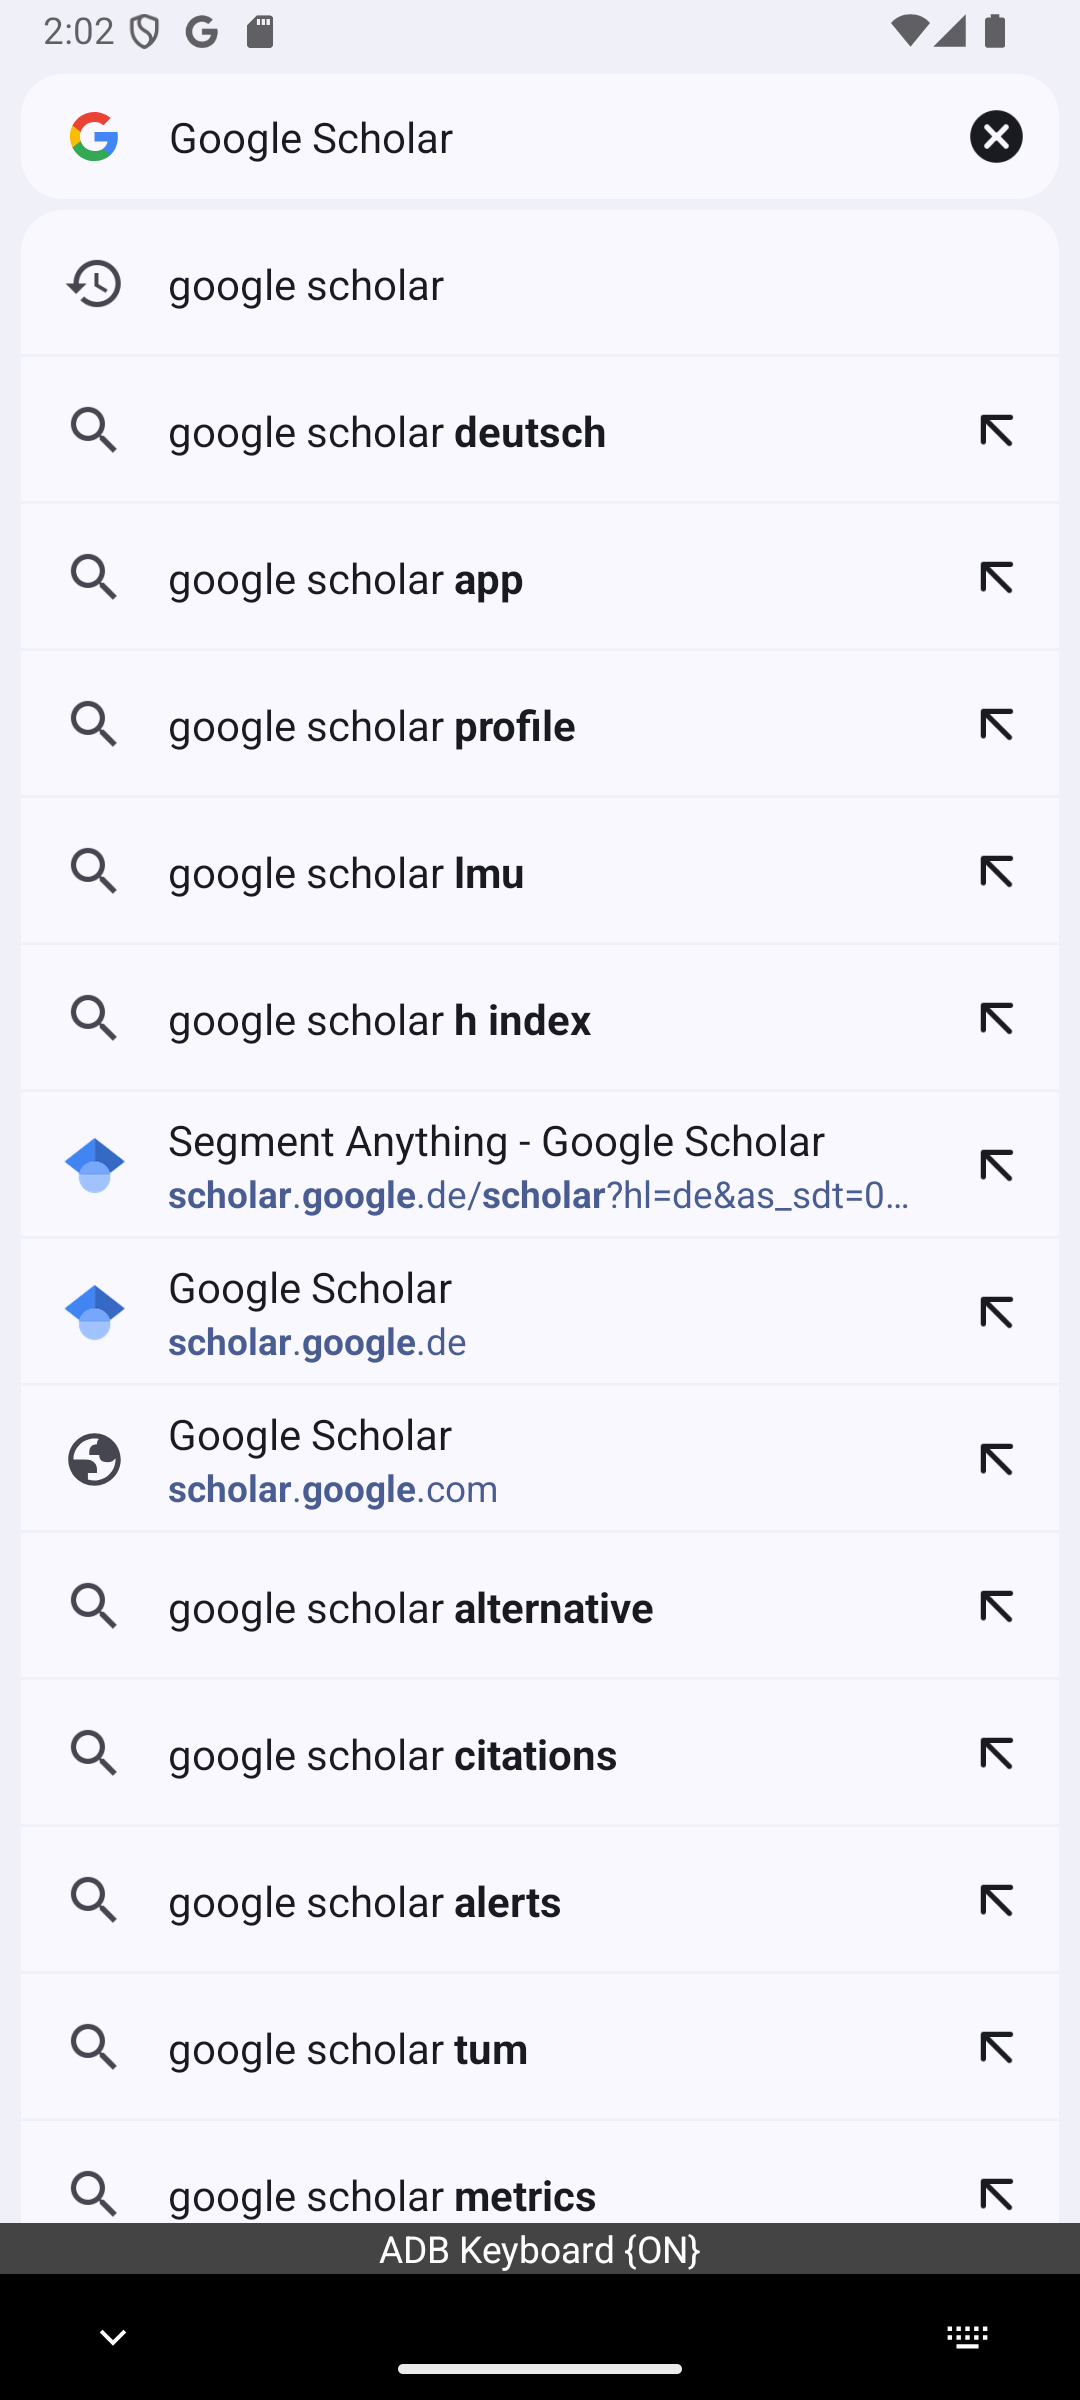 2:02
Google Scholar
google scholar
google scholar deutsch
google scholar app
google scholar profile
google scholar lmu
google scholar h index
Segment Anything - Google Scholar
scholar.google.de/scholar?hl=de&as_sdt=0...
Google Scholar
scholar.google.de
Google Scholar
scholar.google.com
google scholar alternative
google scholar citations
google scholar alerts
google scholar tum
google scholar metrics
ADB Keyboard {ON}